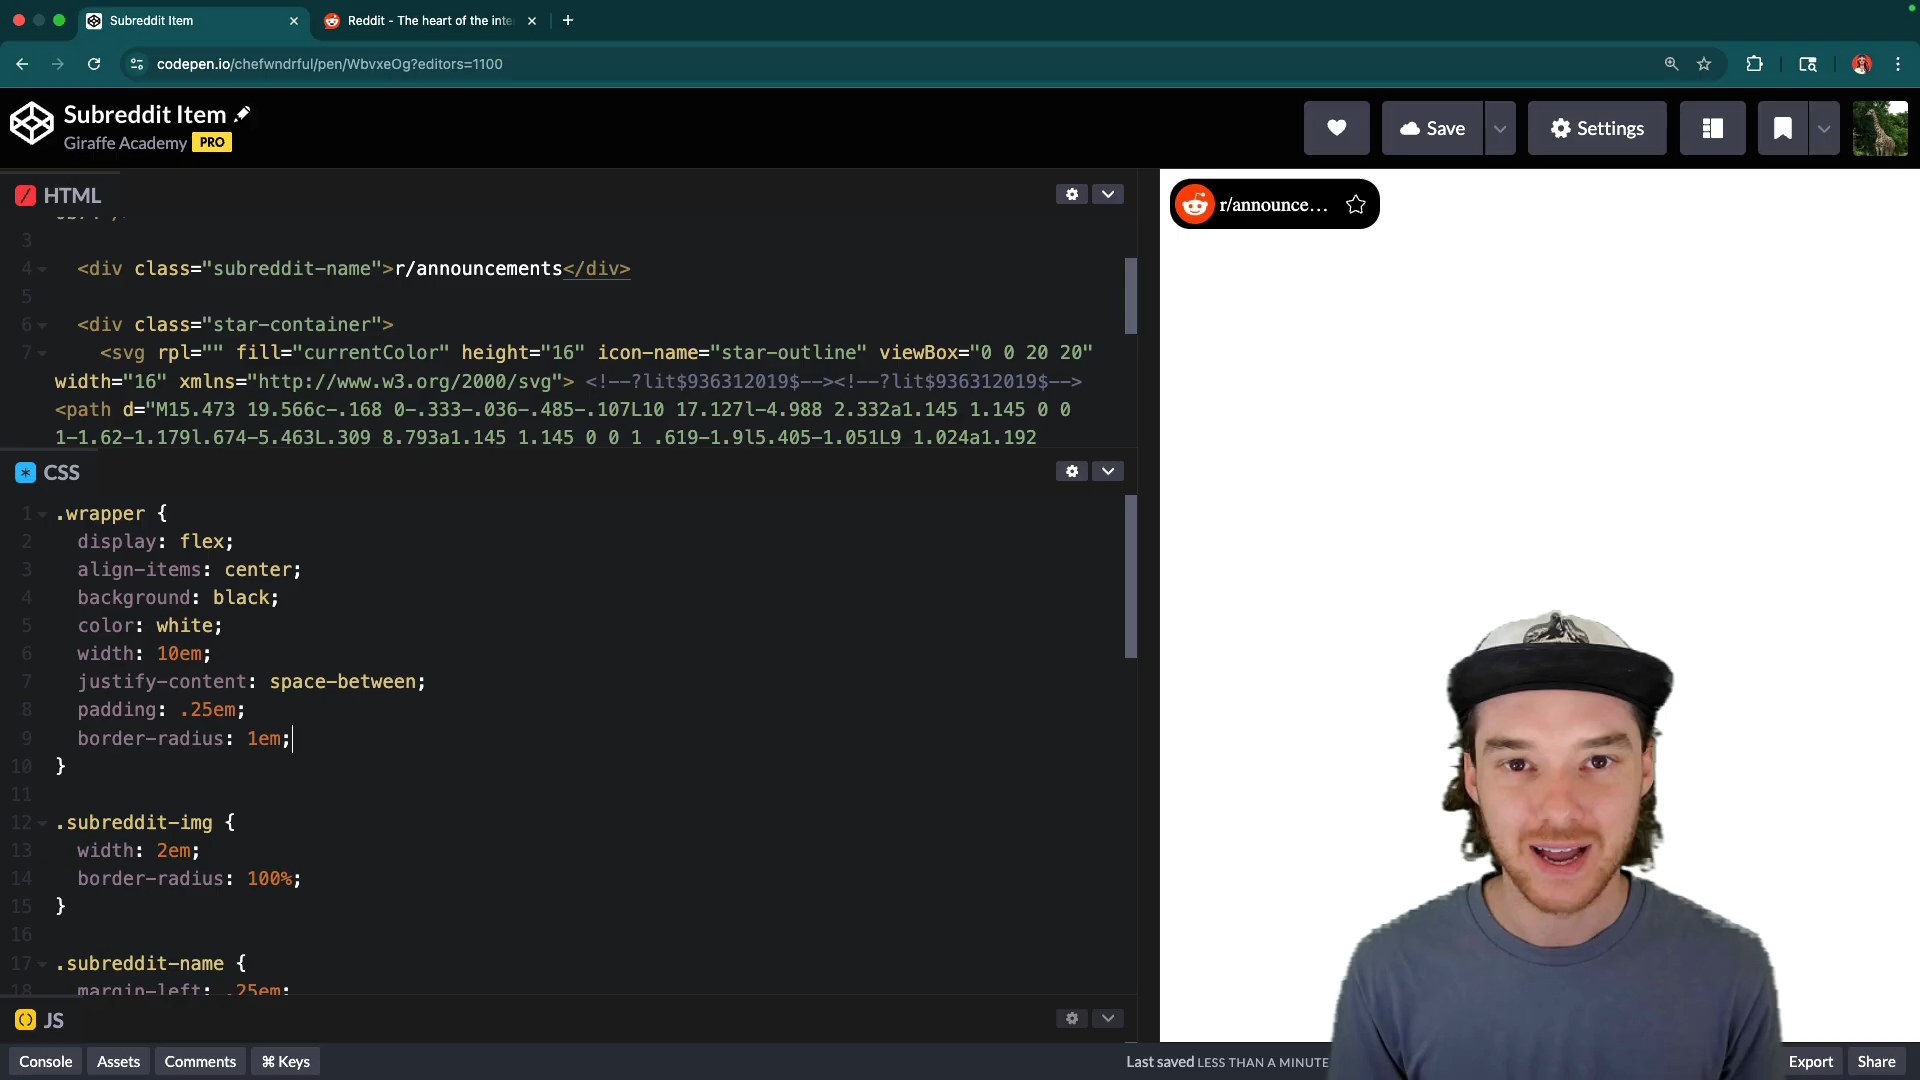 Subreddit Item
Reddit - The heart of the inte
codepen.io/chefwndrful/pen/WbvxeOg?editors=1100
Subreddit Item
Giraffe Academy PRO
Save
Settings
HTML
3
4 <div class="subreddit-name">r/announcements</div>
5
6 <div class="star-container">
7 <svg rpl="" fill="currentColor" height="16" icon-name="star-outline" viewBox="0 0 20 20"
width="16" xmlns="http://www.w3.org/2000/svg"> <!--?lit$936312019$--><!--?lit$936312019$-->
<path d="M15.473 19.566c-.168 0-.333-.036-.485-.107L10 17.127l-4.988 2.332a1.145 1.145 0 0
1-1.62-1.179l.674-5.463L.309 8.793a1.145 1.145 0 0 1 .619-1.9l5.405-1.051L9 1.024a1.192
CSS
1 .wrapper {
2 display: flex;
3 align-items: center;
4 background: black;
5 color: white;
6 width: 10em;
7 justify-content: space-between;
8 padding: .25em;
9 border-radius: 1em;
10 }
11
12 .subreddit-img {
13 width: 2em;
14 border-radius: 100%;
15 }
16
17 .subreddit-name {
18 margin-left: .25em;
JS
r/announce...
Console
Assets
Comments
⌘ Keys
Last saved LESS THAN A MINUTE
Export
Share